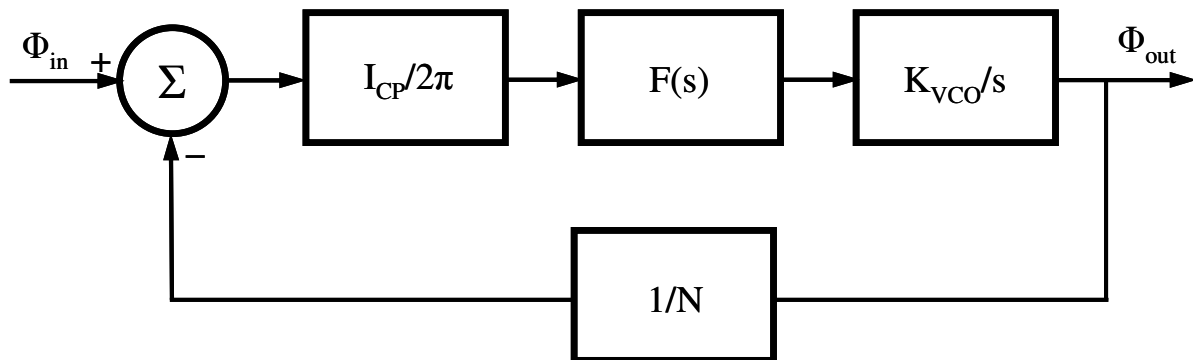 Φin
+
Σ
−
ICP/2π
F(s)
KVCO/s
Φout
1/N